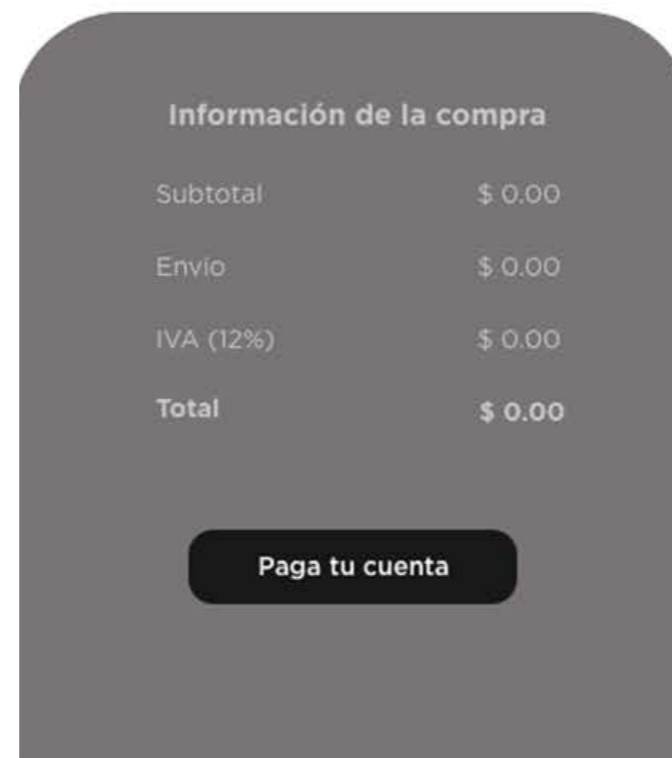 Información de la compra
Subtotal $ 0.00
Envío $ 0.00
IVA (12%) $ 0.00
Total $ 0.00
Paga tu cuenta